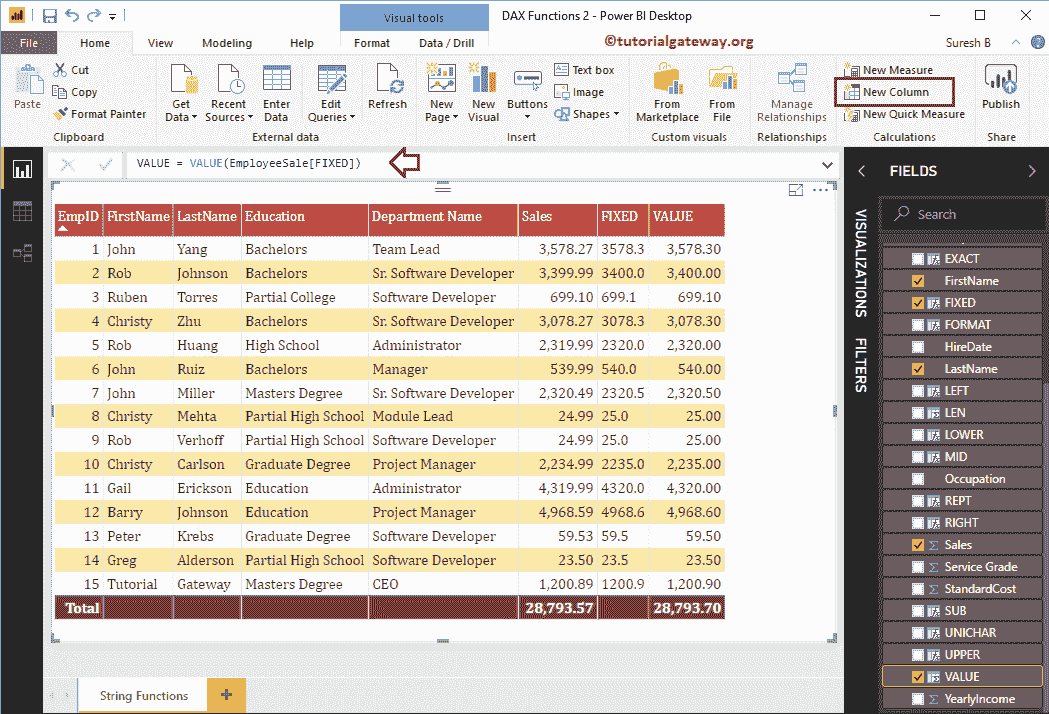 DAX Functions 2 - Power BI Desktop
Visual tools
File Home View Modeling Help Format Data / Drill
©tutorialgateway.org
Suresh B
Paste
Cut
Copy
Format Painter
Clipboard
Get Data
Recent Sources
Enter Data
Edit Queries
External data
Refresh
New Page
New Visual
Buttons
Text box
Image
Shapes
Insert
From Marketplace
From File
Custom visuals
Manage Relationships
Relationships
New Measure
New Column
New Quick Measure
Calculations
Publish
Share
VALUE = VALUE(EmployeeSale[FIXED])
EmpID FirstName LastName Education Department Name Sales FIXED VALUE
1 John Yang Bachelors Team Lead 3,578.27 3578.3 3,578.30
2 Rob Johnson Bachelors Sr. Software Developer 3,399.99 3400.0 3,400.00
3 Ruben Torres Partial College Software Developer 699.10 699.1 699.10
4 Christy Zhu Bachelors Sr. Software Developer 3,078.27 3078.3 3,078.30
5 Rob Huang High School Administrator 2,319.99 2320.0 2,320.00
6 John Ruiz Bachelors Manager 539.99 540.0 540.00
7 John Miller Masters Degree Sr. Software Developer 2,320.49 2320.5 2,320.50
8 Christy Mehta Partial High School Module Lead 24.99 25.0 25.00
9 Rob Verhoff Partial High School Software Developer 24.99 25.0 25.00
10 Christy Carlson Graduate Degree Project Manager 2,234.99 2235.0 2,235.00
11 Gail Erickson Education Administrator 4,319.99 4320.0 4,320.00
12 Barry Johnson Education Project Manager 4,968.59 4968.6 4,968.60
13 Peter Krebs Graduate Degree Software Developer 59.53 59.5 59.50
14 Greg Alderson Partial High School Software Developer 23.50 23.5 23.50
15 Tutorial Gateway Masters Degree CEO 1,200.89 1200.9 1,200.90
Total 28,793.57 28,793.70
String Functions
VISUALIZATIONS
FILTERS
FIELDS
Search
EXACT
FirstName
FIXED
FORMAT
HireDate
LastName
LEFT
LEN
LOWER
MID
Occupation
REPT
RIGHT
Sales
Service Grade
StandardCost
SUB
UNICHAR
UPPER
VALUE
YearlyIncome